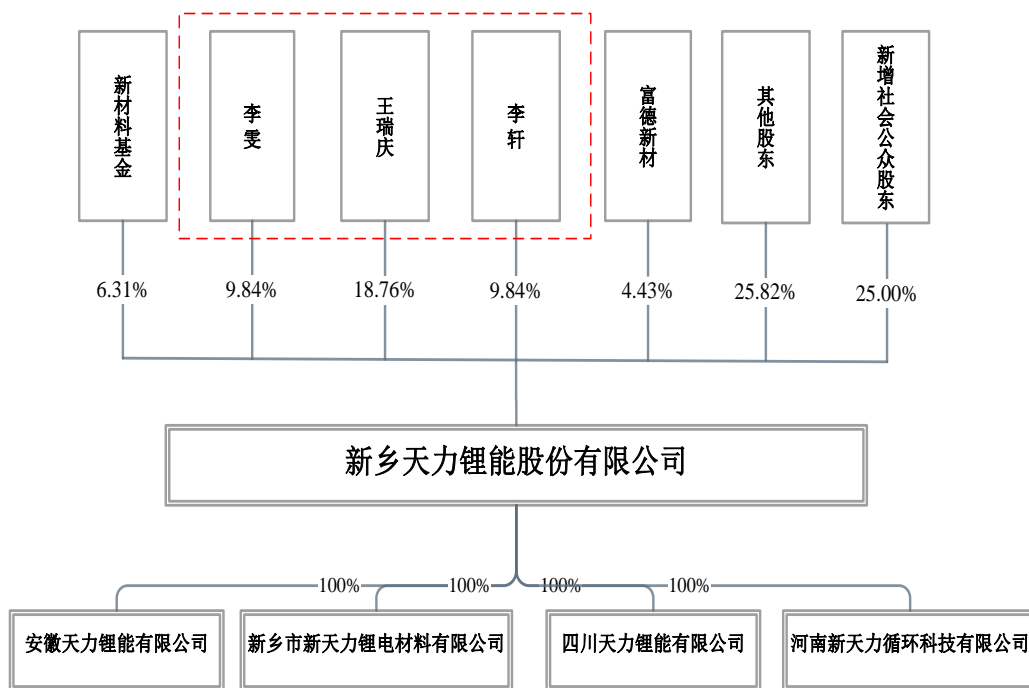 新材料基金
李雯
王瑞庆
李轩
富德新材
其他股东
新增社会公众股东
6.31%
9.84%
18.76%
9.84%
4.43%
25.82%
25.00%
新乡天力锂能股份有限公司
100%
100%
100%
100%
安徽天力锂能有限公司
新乡市新天力锂电材料有限公司
四川天力锂能有限公司
河南新天力循环科技有限公司